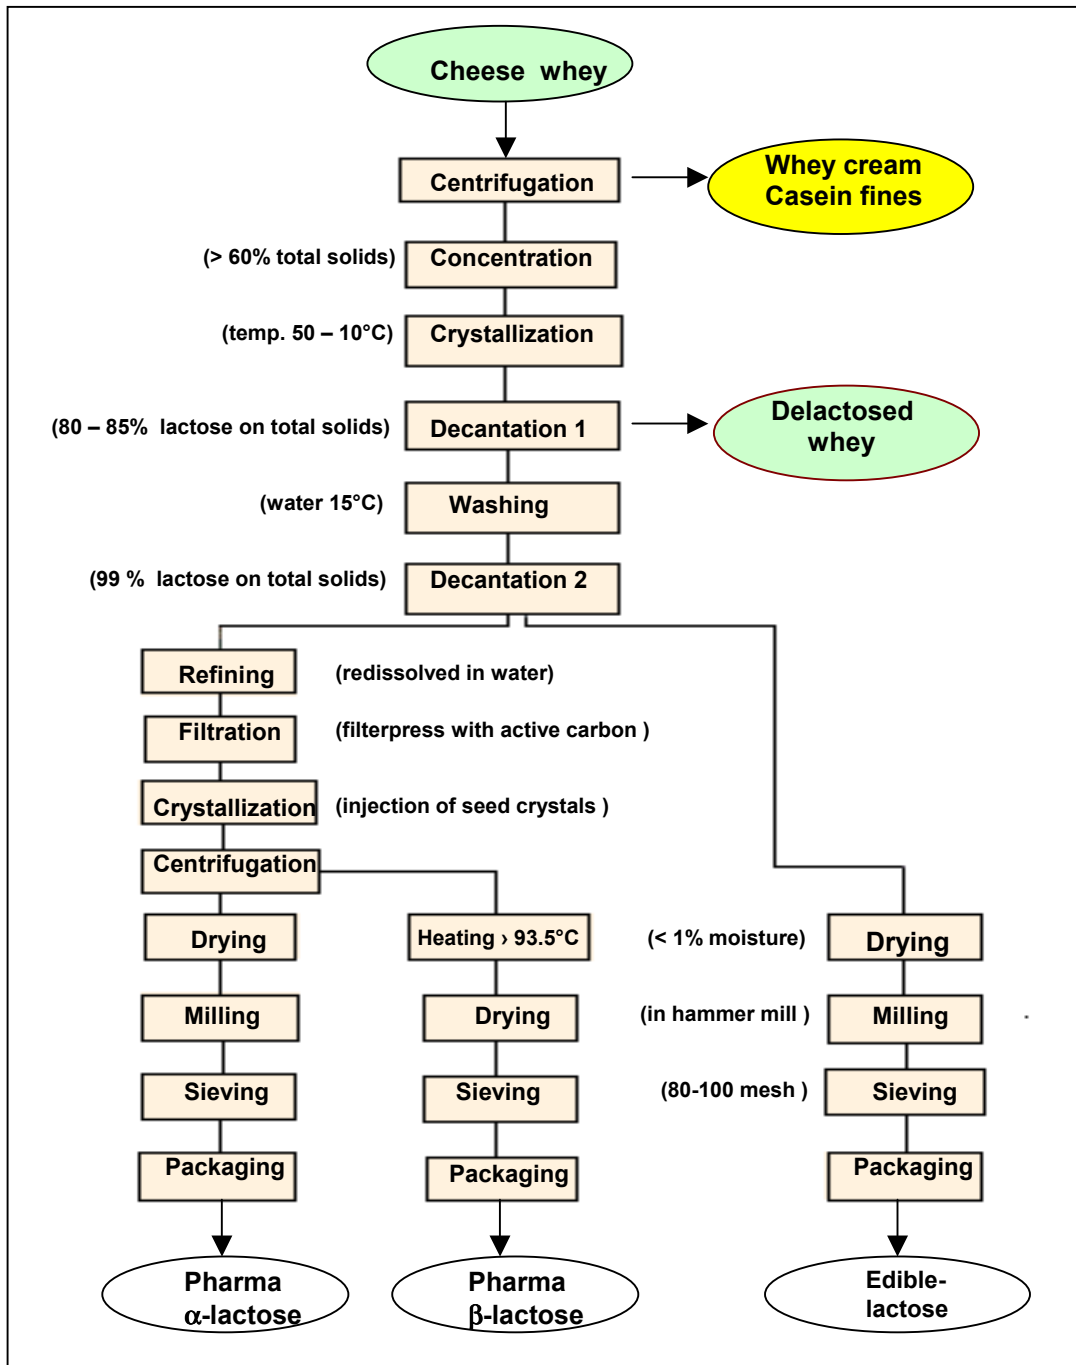 Cheese whey
Centrifugation
Whey cream
Casein fines
(> 60% total solids)
Concentration
(temp. 50 – 10°C)
Crystallization
(80 – 85% lactose on total solids)
Decantation 1
Delactosed
whey
(water 15°C)
Washing
(99 % lactose on total solids)
Decantation 2
Refining
(redissolved in water)
Filtration
(filterpress with active carbon )
Crystallization
(injection of seed crystals )
Centrifugation
Drying
Heating › 93.5°C
(< 1% moisture)
Drying
Milling
Drying
(in hammer mill )
Milling
Sieving
Sieving
(80-100 mesh )
Sieving
Packaging
Packaging
Packaging
Pharma
α-lactose
Pharma
β-lactose
Edible-
lactose